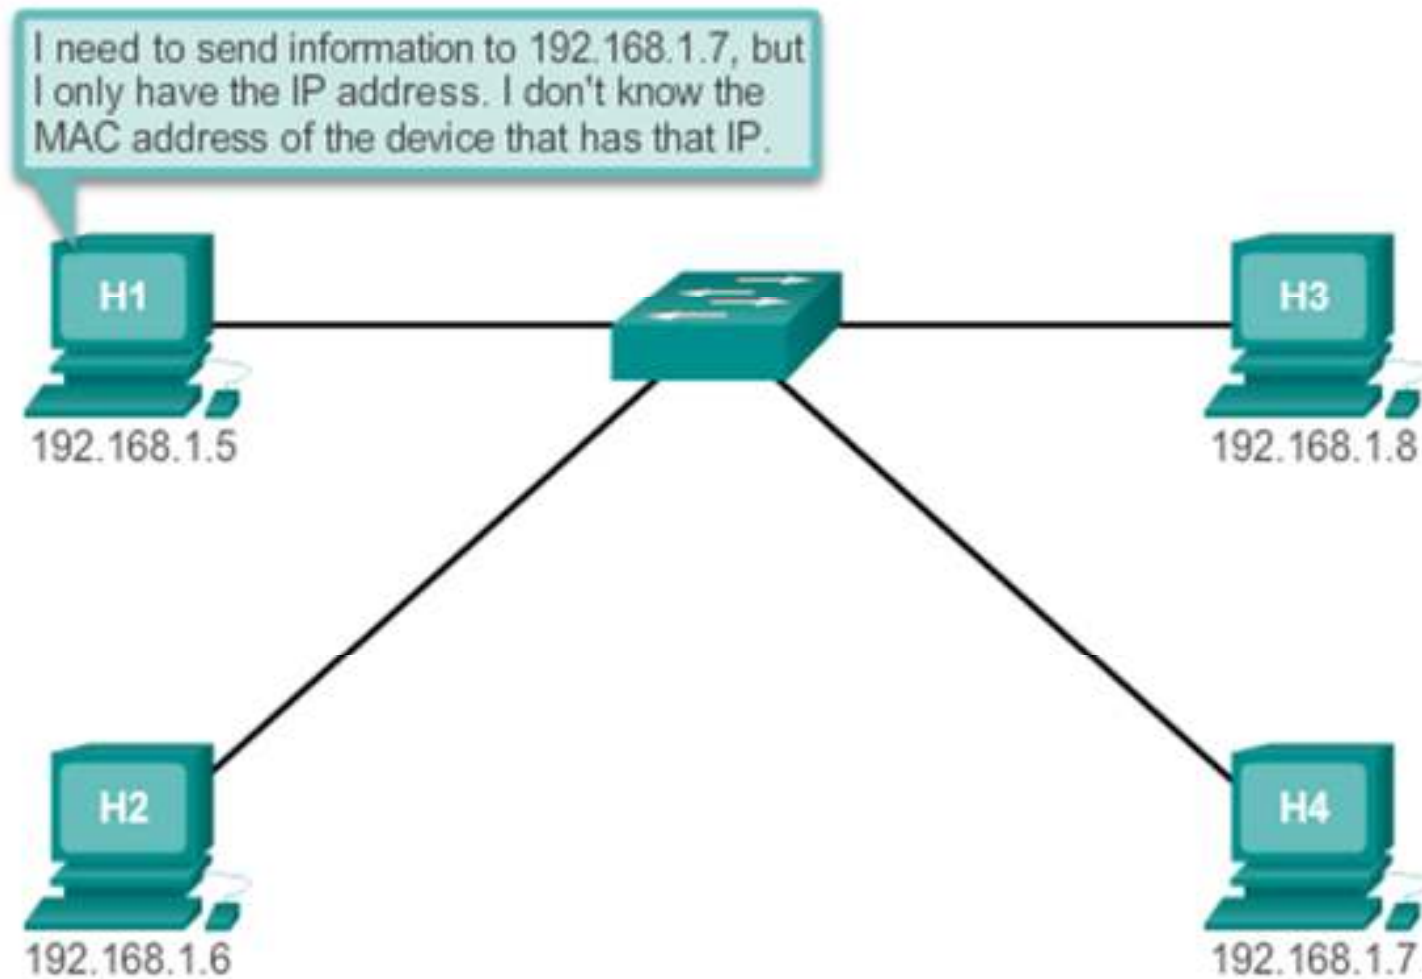 I need to send information to 192.168.1.7, but
I only have the IP address. I don't know the
MAC address of the device that has that IP.
H1
H3
192.168.1.5
192.168.1.8
H2
H4
192.168.1.6
192.168.1.7